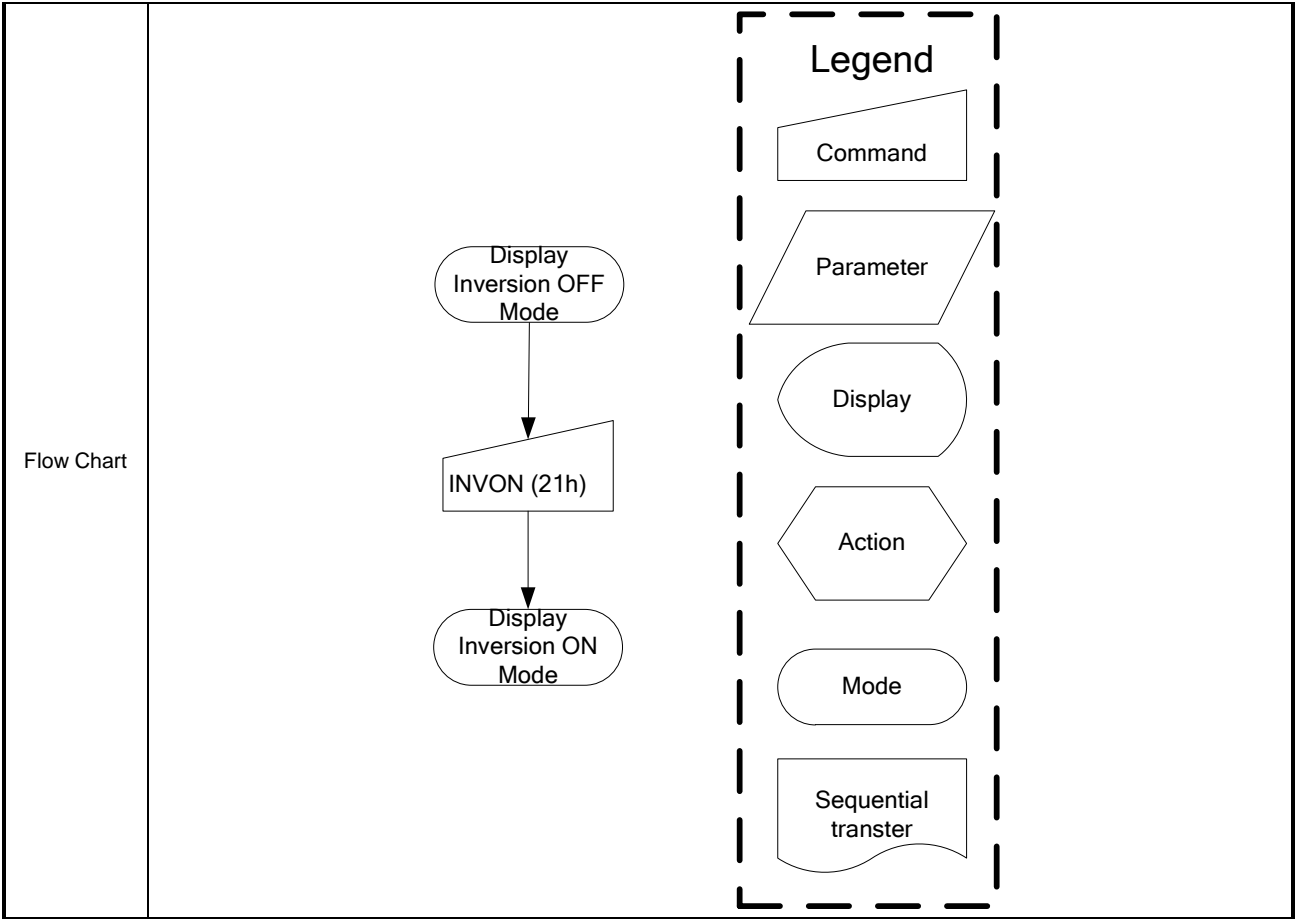 Flow Chart
Display
Inversion OFF
Mode
INVON (21h)
Display
Inversion ON
Mode
Legend
Command
Parameter
Display
Action
Mode
Sequential
transter